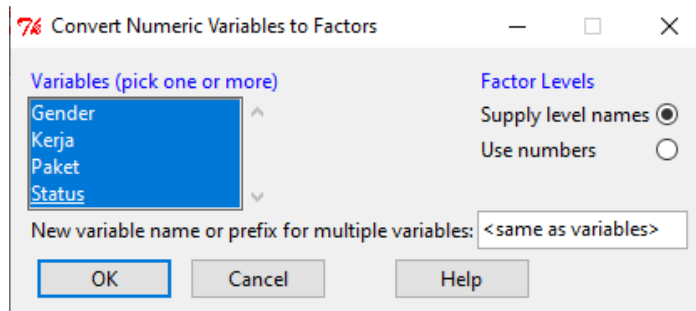 Convert Numeric Variables to Factors
Variables (pick one or more)
Gender
Kerja
Paket
Status
Factor Levels
Supply level names
Use numbers
New variable name or prefix for multiple variables: <same as variables>
OK Cancel Help